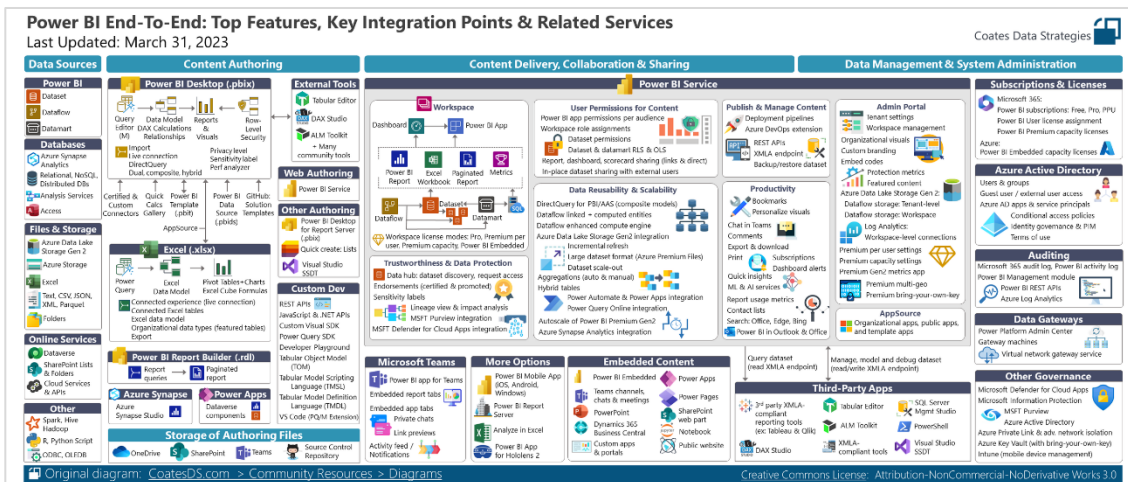 Power BI End-To-End: Top Features, Key Integration Points & Related Services
Last Updated: March 31, 2023
Coates Data Strategies
Data Sources
Content Authoring
Content Delivery, Collaboration & Sharing
Data Management & System Administration
Power BI
Dataset
Dataflow
Datamart
Databases
Azure Synapse
Analytics
Relational, NoSQL,
Distributed DBs
Analysis Services
Access
Files & Storage
Azure Data Lake
Storage Gen 2
Azure Storage
Excel
Text, CSV, JSON,
XML, Parquet
Folders
Online Services
Dataverse
SharePoint Lists
& Folders
Cloud Services
& APIs
Other
Spark, Hive
Hadoop
R, Python Script
ODBC, OLEDB
Power BI Desktop (.pbix)
Query
Editor
(M)
Data Model
DAX Calculations
Relationships
Reports
&
Visuals
Row-
Level
Security
Import
Live connection
DirectQuery
Dual, composite, hybrid
Privacy level
Sensitivity label
Perf analyzer
Certified &
Custom
Connectors
Quick
Calcs
Gallery
Power BI
Template
(.pbit)
Power BI
Data
Source
(.pbids)
GitHub:
Solution
Templates
AppSource
Excel (.xlsx)
Power
Query
Excel
Data Model
Pivot Tables+Charts
Excel Cube Formulas
Connected experience (live connection)
Connected Excel tables
Excel data model
Organizational data types (featured tables)
Export
Power BI Report Builder (.rdl)
Report
queries
Paginated
report
Azure Synapse
Azure
Synapse Studio
Power Apps
Dataverse
components
Storage of Authoring Files
OneDrive
SharePoint
Teams
Source Control
Repository
External Tools
Tabular Editor
DAX Studio
ALM Toolkit
+ Many
community tools
Web Authoring
Power BI Service
Other Authoring
Power BI Desktop
for Report Server
(.pbix)
Quick create: Lists
Visual Studio
SSDT
Custom Dev
REST APIs
JavaScript & .NET APIs
Custom Visual SDK
Power Query SDK
Developer Playground
Tabular Object Model
(TOM)
Tabular Model Scripting
Language (TMSL)
Tabular Model Definition
Language (TMDL)
VS Code (PQ/M Extension)
Power BI Service
Workspace
Dashboard
Power BI App
Power BI
Report
Excel
Workbook
Paginated
Report
Metrics
Dataflow
Dataset
Datamart
Workspace license modes: Pro, Premium per
user, Premium capacity, Power BI Embedded
Trustworthiness & Data Protection
Data hub: dataset discovery, request access
Endorsements (certified & promoted)
Sensitivity labels
Lineage view & impact analysis
MSFT Purview integration
MSFT Defender for Cloud Apps integration
User Permissions for Content
Power BI app permissions per audience
Workspace role assignments
Dataset permissions
Dataset & datamart RLS & OLS
Report, dashboard, scorecard sharing (links & direct)
In-place dataset sharing with external users
Data Reusability & Scalability
DirectQuery for PBI/AAS (composite models)
Dataflow linked + computed entities
Dataflow enhanced compute engine
Azure Data Lake Storage Gen2 integration
Incremental refresh
Large dataset format (Azure Premium Files)
Dataset scale-out
Aggregations (auto & manual)
Hybrid tables
Power Automate & Power Apps integration
Power Query Online integration
Autoscale of Power BI Premium Gen2
Azure Synapse Analytics integration
Publish & Manage Content
Deployment pipelines
Azure DevOps extension
REST APIs
XMLA endpoint
Backup/restore dataset
Productivity
Bookmarks
Personalize visuals
Chat in Teams
Comments
Export & download
Print
Subscriptions
Dashboard alerts
Quick Insights
ML & AI services
Report usage metrics
Contact lists
Search: Office, Edge, Bing
Power BI in Outlook & Office
Admin Portal
Tenant settings
Workspace management
Organizational visuals
Custom branding
Embed codes
Protection metrics
Featured content
Azure Data Lake Storage Gen 2:
Dataflow storage: Tenant-level
Dataflow storage: Workspace
Log Analytics:
Workspace-level connections
Premium per user settings
Premium capacity settings
Premium Gen2 metrics app
Premium multi-geo
Premium bring-your-own-key
AppSource
Organizational apps, public apps,
and template apps
Microsoft Teams
Power BI app for Teams
Embedded report tabs
Embedded app tabs
Private chats
Link previews
Activity feed /
Notifications
More Options
Power BI Mobile App
(iOS, Android,
Windows)
Power BI Report
Server
Analyze in Excel
Power BI App
for Hololens 2
Embedded Content
Power BI Embedded
Teams channels,
chats & meetings
PowerPoint
Dynamics 365
Business Central
Custom apps
& portals
Power Apps
Power Pages
SharePoint
web part
Jupyter
Notebook
Public website
Query dataset
(read XMLA endpoint)
Manage, model and debug dataset
(read/write XMLA endpoint)
Third-Party Apps
3rd party XMLA-
compliant
reporting tools
(ex: Tableau & Qlik)
DAX Studio
Tabular Editor
ALM Toolkit
XMLA-
compliant tools
SQL Server
Mgmt Studio
PowerShell
Visual Studio
SSDT
Subscriptions & Licenses
Microsoft 365:
Power BI subscriptions: Free, Pro, PPU
Power BI User license assignment
Power BI Premium capacity licenses
Azure:
Power BI Embedded capacity licenses
Azure Active Directory
Users & groups
Guest user / external user access
Azure AD apps & service principals
Conditional access policies
Identity governance & PIM
Terms of use
Auditing
Microsoft 365 audit log, Power BI activity log
Power BI Management module
Power BI REST APIs
Azure Log Analytics
Data Gateways
Power Platform Admin Center
Gateway machines
Virtual network gateway service
Other Governance
Microsoft Defender for Cloud Apps
Microsoft Information Protection
MSFT Purview
Azure Active Directory
Azure Private Link & adv. network isolation
Azure Key Vault (with bring-your-own-key)
Intune (mobile device management)
Original diagram: CoatesDS.com > Community Resources > Diagrams
Creative Commons License: Attribution-NonCommercial-NoDerivative Works 3.0